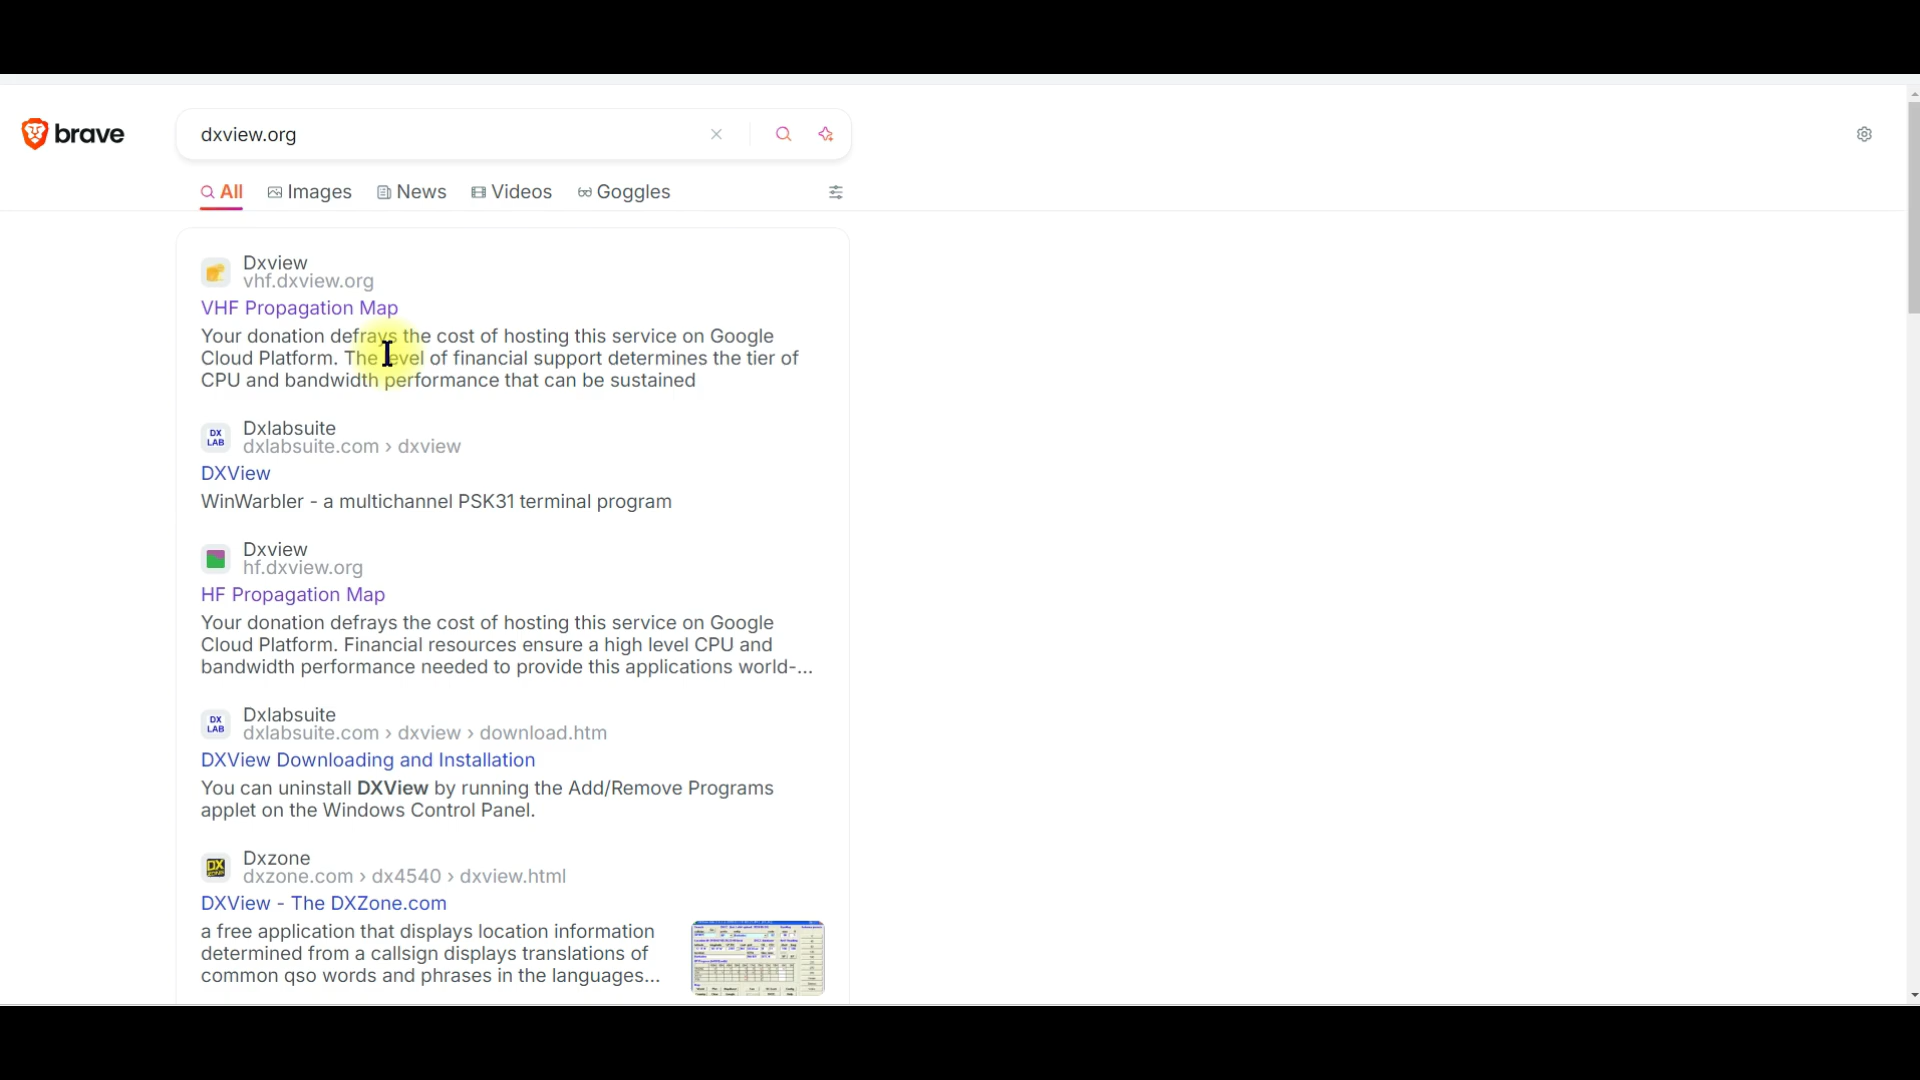 brave
dxview.org
All Images News Videos Goggles
Dxview
vhf.dxview.org
VHF Propagation Map
Your donation defrays the cost of hosting this service on Google
Cloud Platform. The level of financial support determines the tier of
CPU and bandwidth performance that can be sustained
DX
LAB
Dxlabsuite
dxlabsuite.com › dxview
DXView
WinWarbler - a multichannel PSK31 terminal program
Dxview
hf.dxview.org
HF Propagation Map
Your donation defrays the cost of hosting this service on Google
Cloud Platform. Financial resources ensure a high level CPU and
bandwidth performance needed to provide this applications world-...
DX
LAB
Dxlabsuite
dxlabsuite.com › dxview › download.htm
DXView Downloading and Installation
You can uninstall DXView by running the Add/Remove Programs
applet on the Windows Control Panel.
DX
Dxzone
dxzone.com › dx4540 › dxview.html
DXView - The DXZone.com
a free application that displays location information
determined from a callsign displays translations of
common qso words and phrases in the languages...